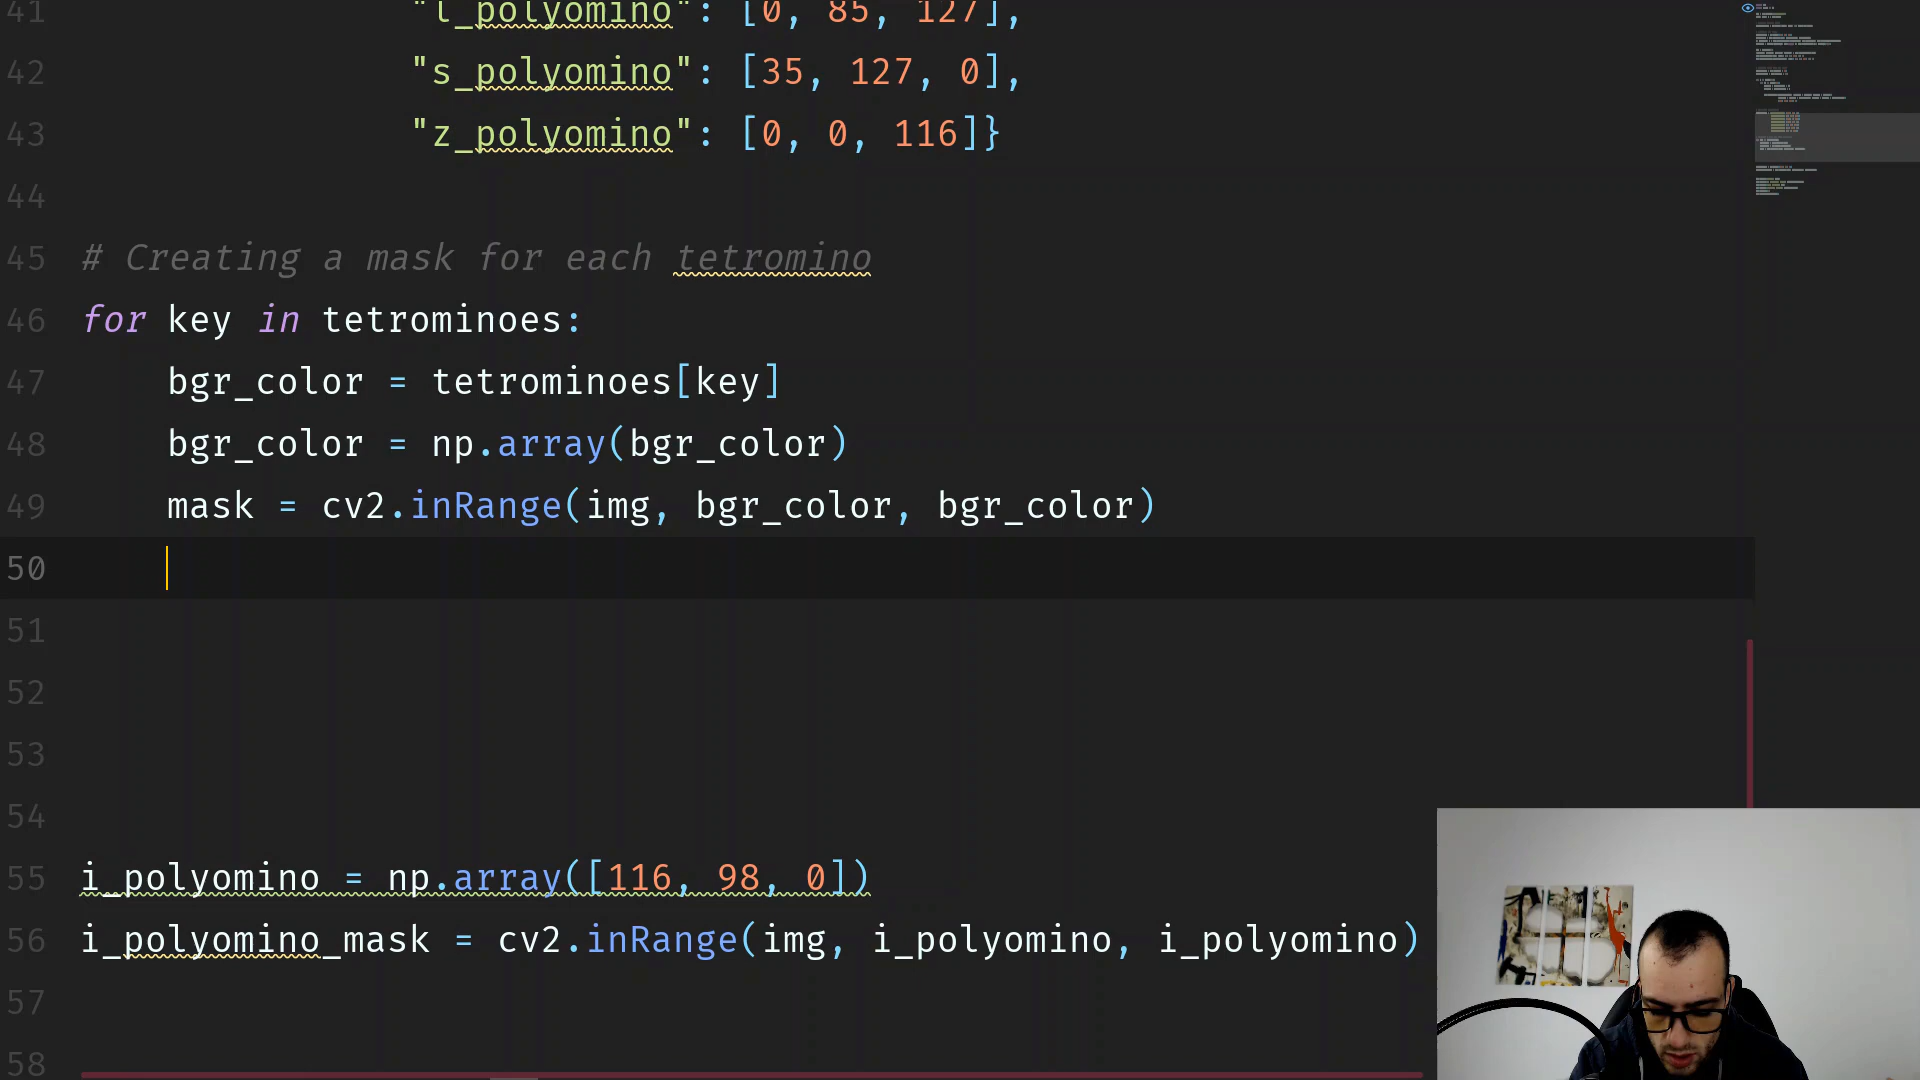 41 "l_polyomino": [0, 85, 127],
42 "s_polyomino": [35, 127, 0],
43 "z_polyomino": [0, 0, 116]}
44
45 # Creating a mask for each tetromino
46 for key in tetrominoes:
47 bgr_color = tetrominoes[key]
48 bgr_color = np.array(bgr_color)
49 mask = cv2.inRange(img, bgr_color, bgr_color)
50
51
52
53
54
55 i_polyomino = np.array([116, 98, 0])
56 i_polyomino_mask = cv2.inRange(img, i_polyomino, i_polyomino)
57
58